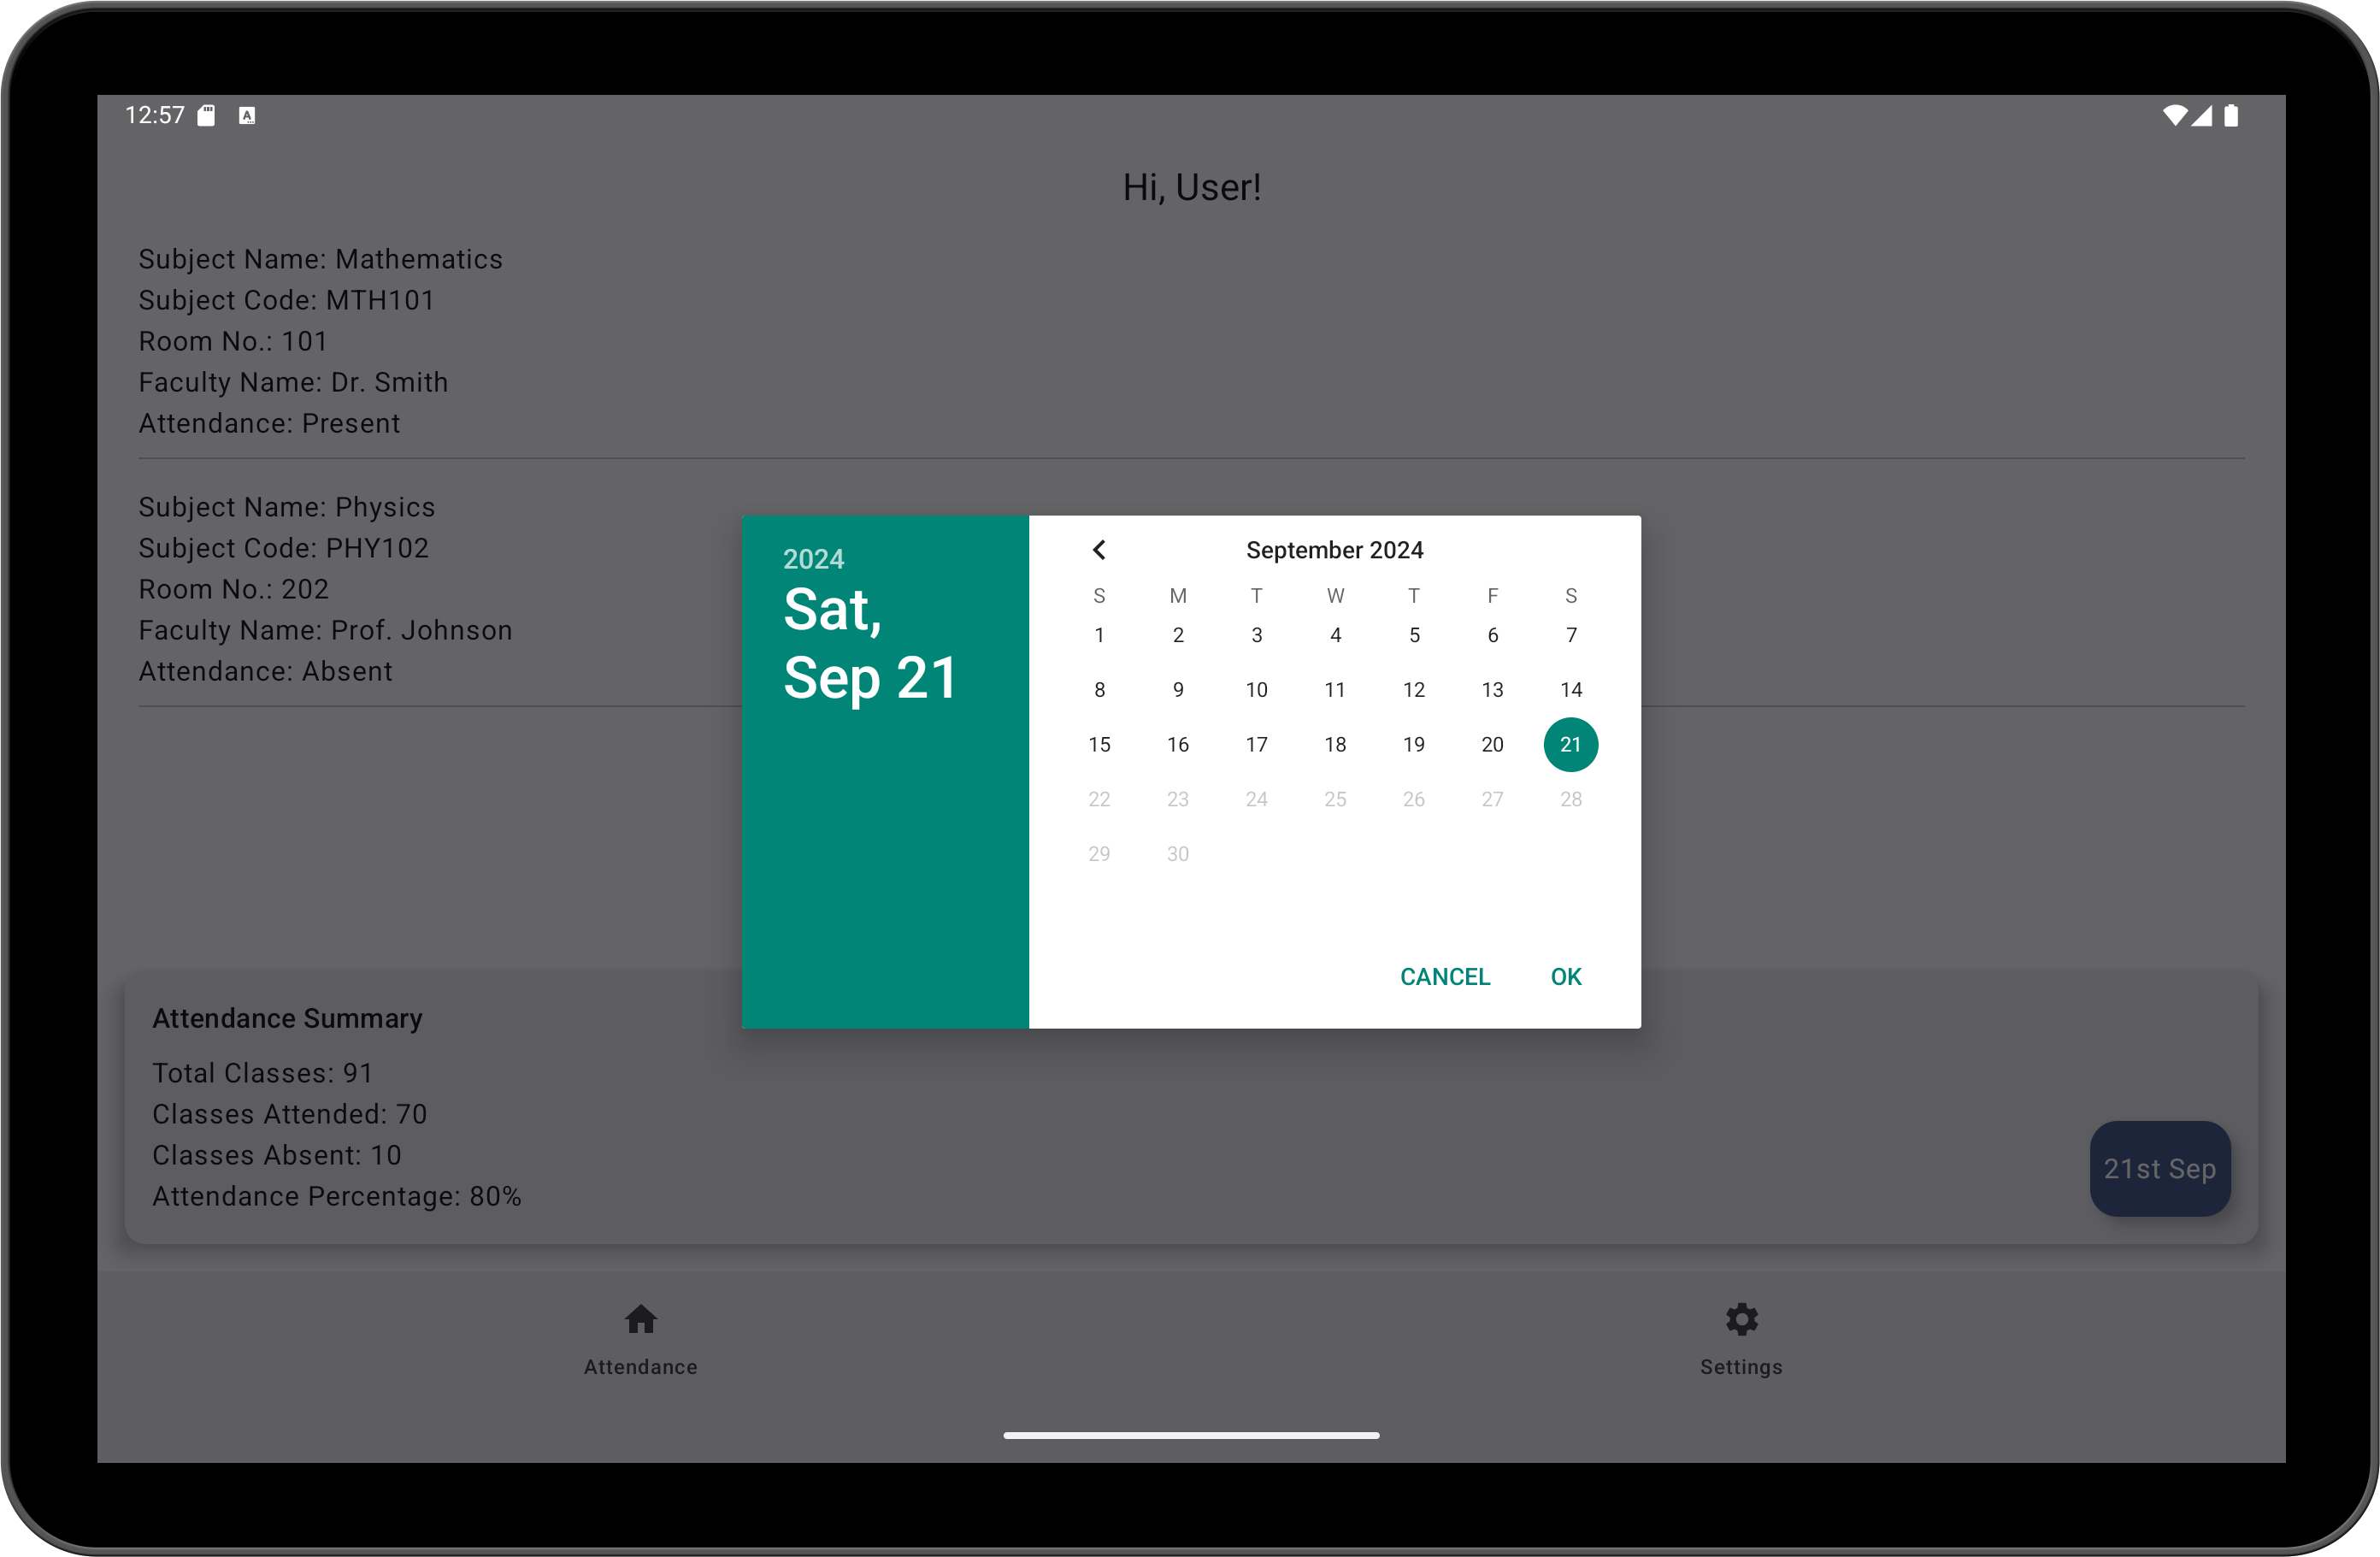 12:57
Hi, User!
Subject Name: Mathematics
Subject Code: MTH101
Room No.: 101
Faculty Name: Dr. Smith
Attendance: Present
Subject Name: Physics
Subject Code: PHY102
Room No.: 202
Faculty Name: Prof. Johnson
Attendance: Absent
2024
Sat,
Sep 21
September 2024
S M T W T F S
1 2 3 4 5 6 7
8 9 10 11 12 13 14
15 16 17 18 19 20 21
22 23 24 25 26 27 28
29 30
CANCEL OK
Attendance Summary
Total Classes: 91
Classes Attended: 70
Classes Absent: 10
Attendance Percentage: 80%
21st Sep
Attendance
Settings